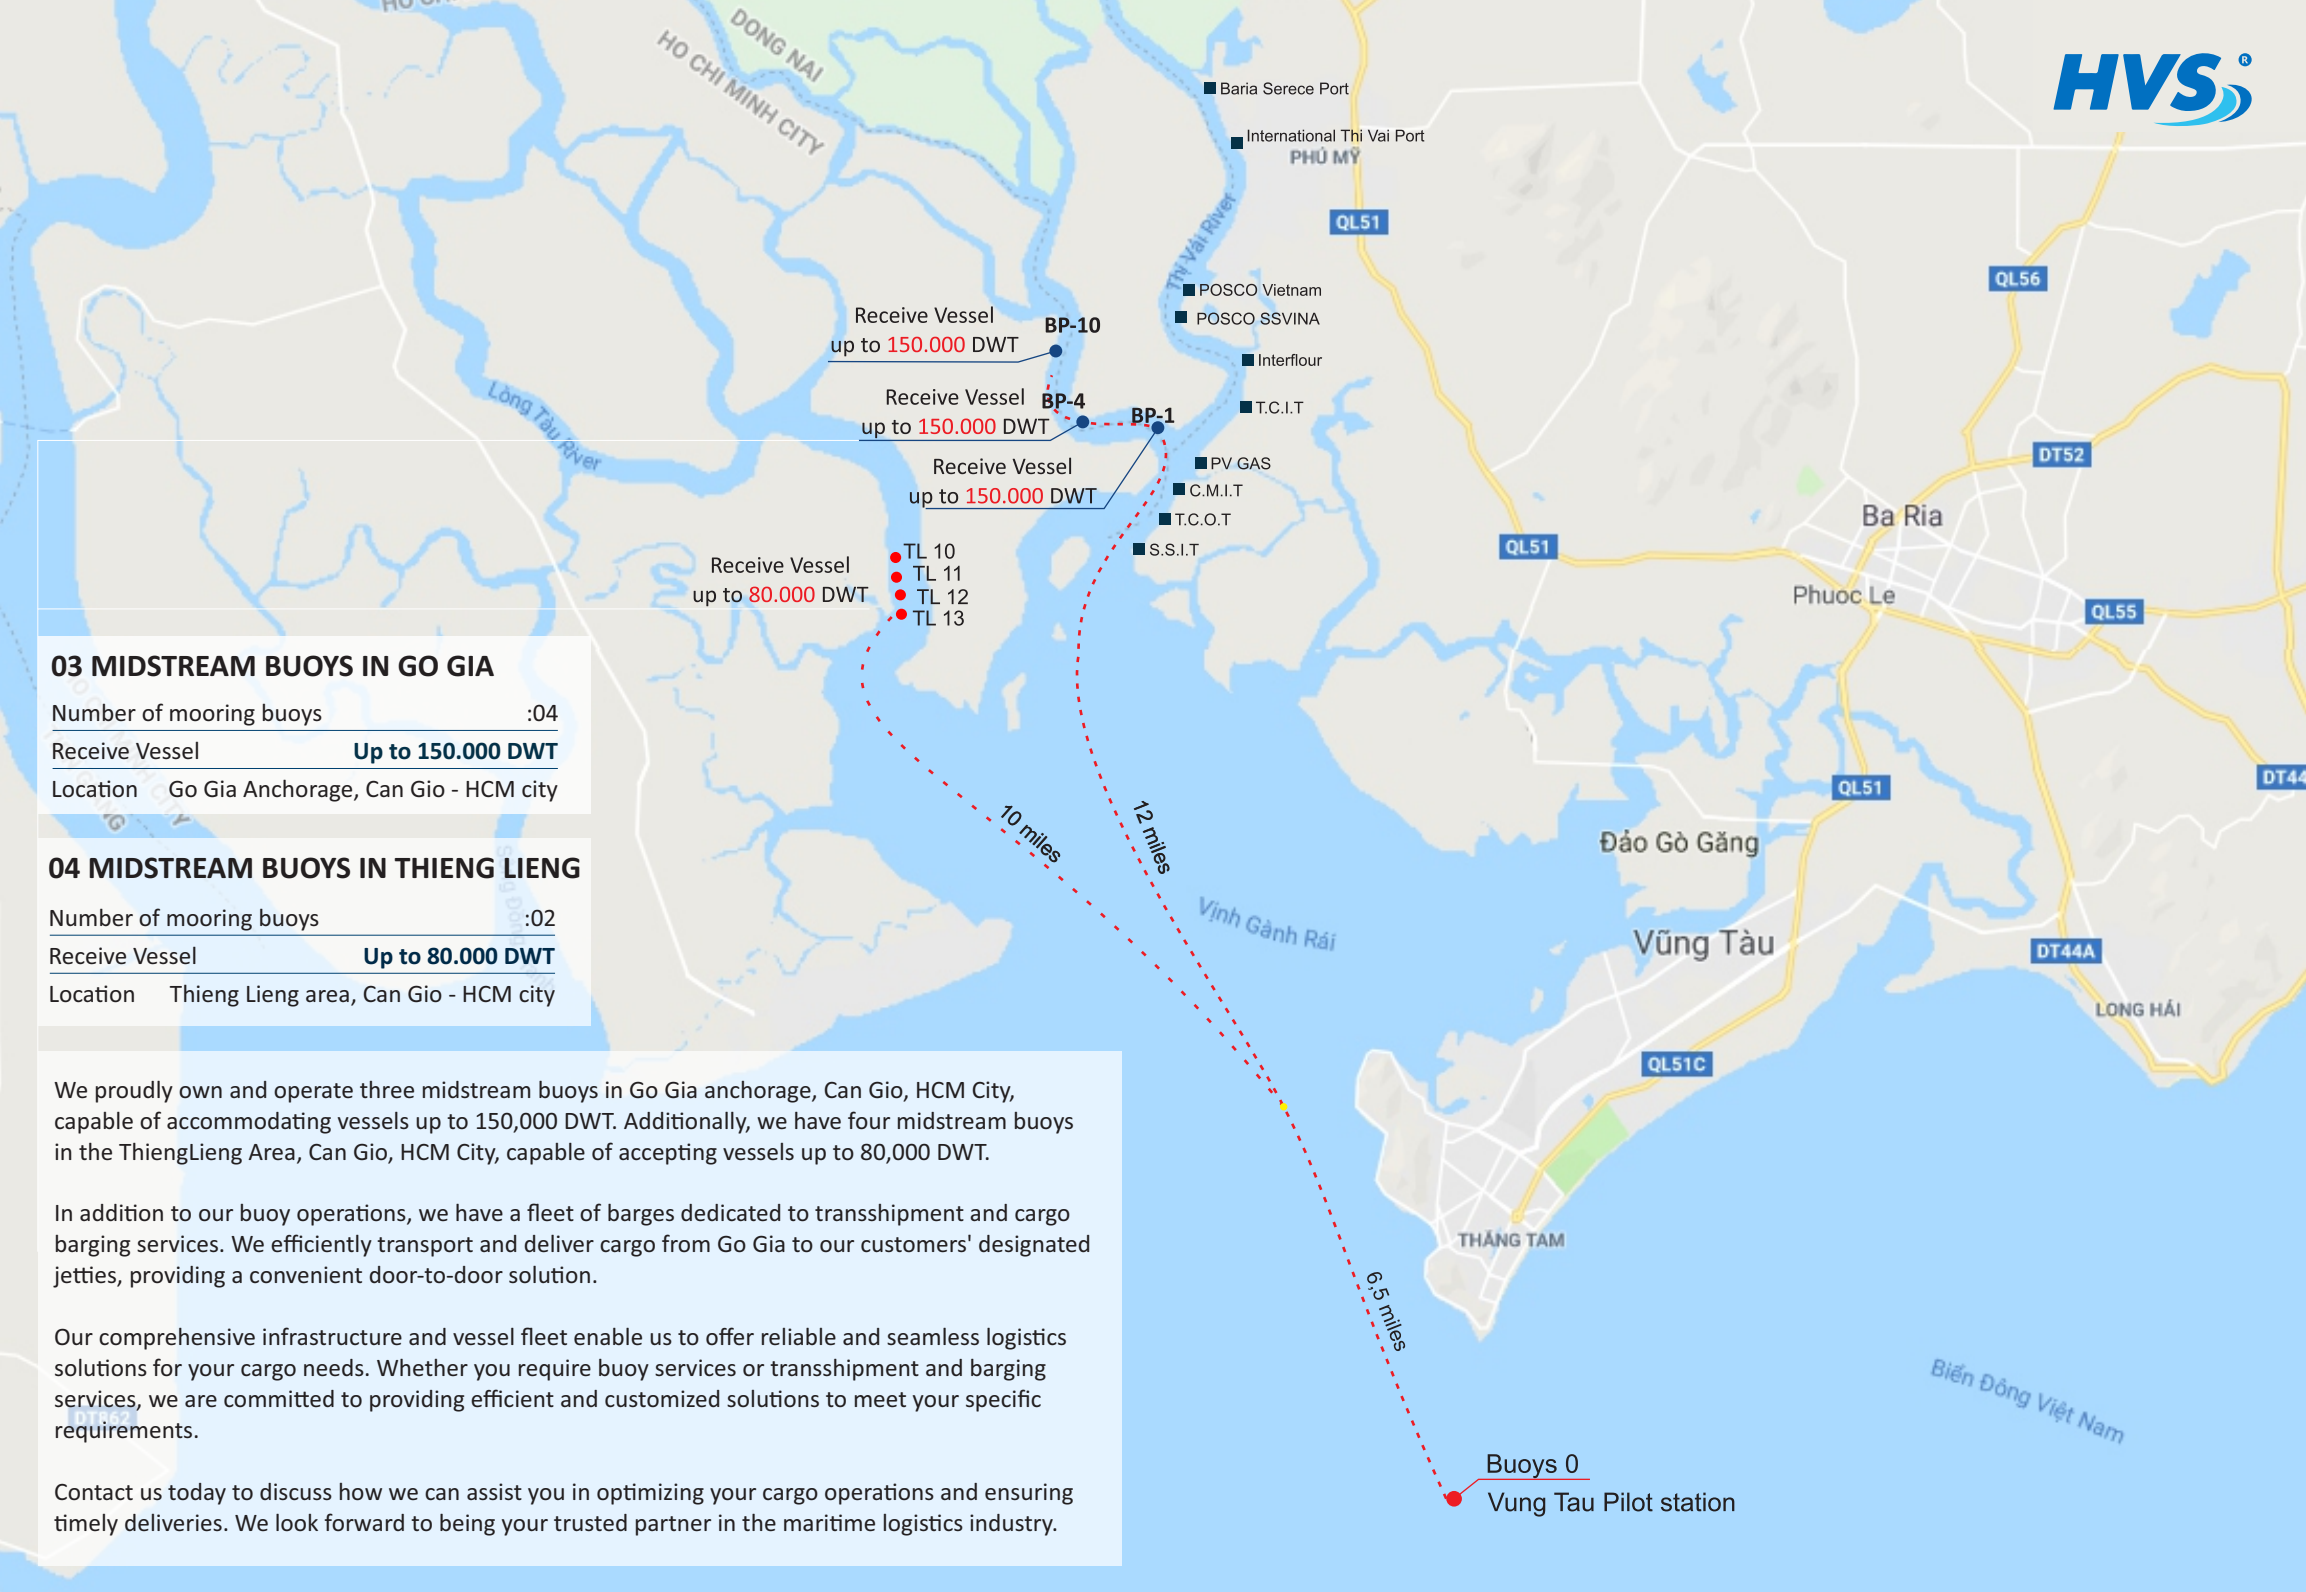 HO CHI MINH CITY
DONG NAI
HVS®
Baria Serece Port
International Thi Vai Port
PHÚ MỸ
Thị Vải River
QL51
QL56
POSCO Vietnam
POSCO SSVINA
Receive Vessel
up to 150.000 DWT
BP-10
Interflour
Receive Vessel
up to 150.000 DWT
BP-4
BP-1
T.C.I.T
Lòng Tàu River
Receive Vessel
up to 150.000 DWT
PV GAS
C.M.I.T
T.C.O.T
S.S.I.T
DT52
Ba Ria
QL51
Phuoc Le
QL55
Receive Vessel
up to 80.000 DWT
TL 10
TL 11
TL 12
TL 13
03 MIDSTREAM BUOYS IN GO GIA
Number of mooring buoys :04
Receive Vessel Up to 150.000 DWT
Location Go Gia Anchorage, Can Gio - HCM city
04 MIDSTREAM BUOYS IN THIENG LIENG
Number of mooring buoys :02
Receive Vessel Up to 80.000 DWT
Location Thieng Lieng area, Can Gio - HCM city
10 miles
12 miles
QL51
DT44
Đảo Gò Găng
Vịnh Gành Rái
Vũng Tàu
DT44A
LONG HẢI
QL51C
THẮNG TAM
6,5 miles
We proudly own and operate three midstream buoys in Go Gia anchorage, Can Gio, HCM City,
capable of accommodating vessels up to 150,000 DWT. Additionally, we have four midstream buoys
in the ThiengLieng Area, Can Gio, HCM City, capable of accepting vessels up to 80,000 DWT.
In addition to our buoy operations, we have a fleet of barges dedicated to transshipment and cargo
barging services. We efficiently transport and deliver cargo from Go Gia to our customers' designated
jetties, providing a convenient door-to-door solution.
Our comprehensive infrastructure and vessel fleet enable us to offer reliable and seamless logistics
solutions for your cargo needs. Whether you require buoy services or transshipment and barging
services, we are committed to providing efficient and customized solutions to meet your specific
requirements.
DT862
Contact us today to discuss how we can assist you in optimizing your cargo operations and ensuring
timely deliveries. We look forward to being your trusted partner in the maritime logistics industry.
Biển Đông Việt Nam
Buoys 0
Vung Tau Pilot station